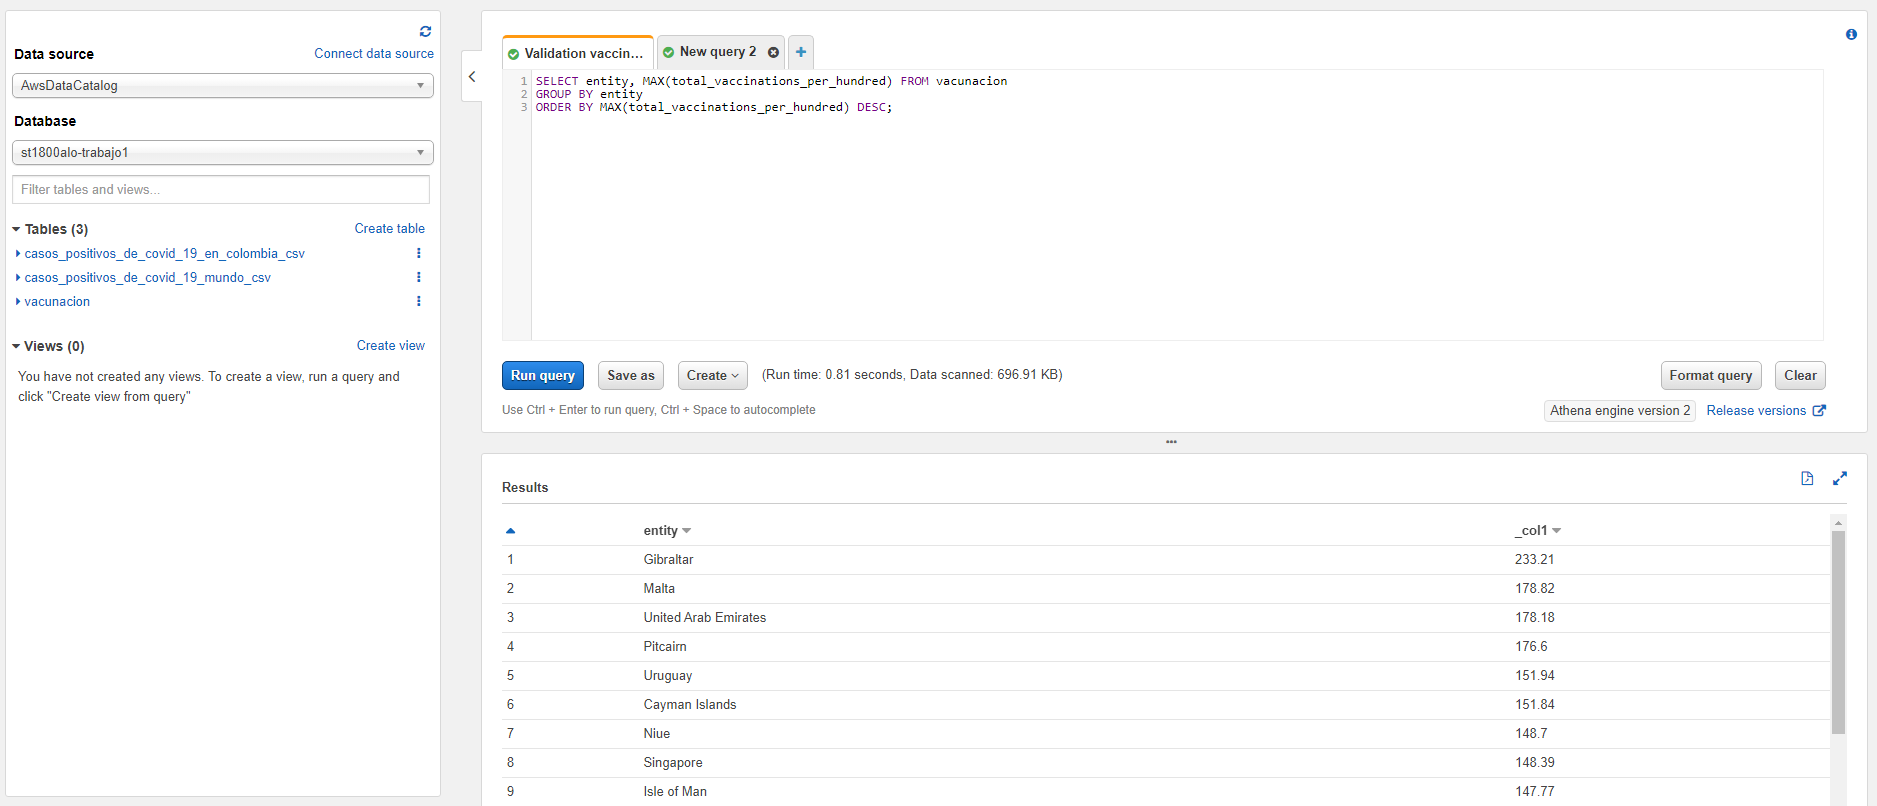 Data source
Connect data source
AwsDataCatalog
Database
st1800alo-trabajo1
Filter tables and views...
Tables (3)
Create table
casos_positivos_de_covid_19_en_colombia_csv
casos_positivos_de_covid_19_mundo_csv
vacunacion
Views (0)
Create view
You have not created any views. To create a view, run a query and
click "Create view from query"
Validation vaccin...
New query 2
1 SELECT entity, MAX(total_vaccinations_per_hundred) FROM vacunacion
2 GROUP BY entity
3 ORDER BY MAX(total_vaccinations_per_hundred) DESC;
Run query
Save as
Create
(Run time: 0.81 seconds, Data scanned: 696.91 KB)
Format query
Clear
Use Ctrl + Enter to run query, Ctrl + Space to autocomplete
Athena engine version 2
Release versions
Results
entity _col1
1 Gibraltar 233.21
2 Malta 178.82
3 United Arab Emirates 178.18
4 Pitcairn 176.6
5 Uruguay 151.94
6 Cayman Islands 151.84
7 Niue 148.7
8 Singapore 148.39
9 Isle of Man 147.77